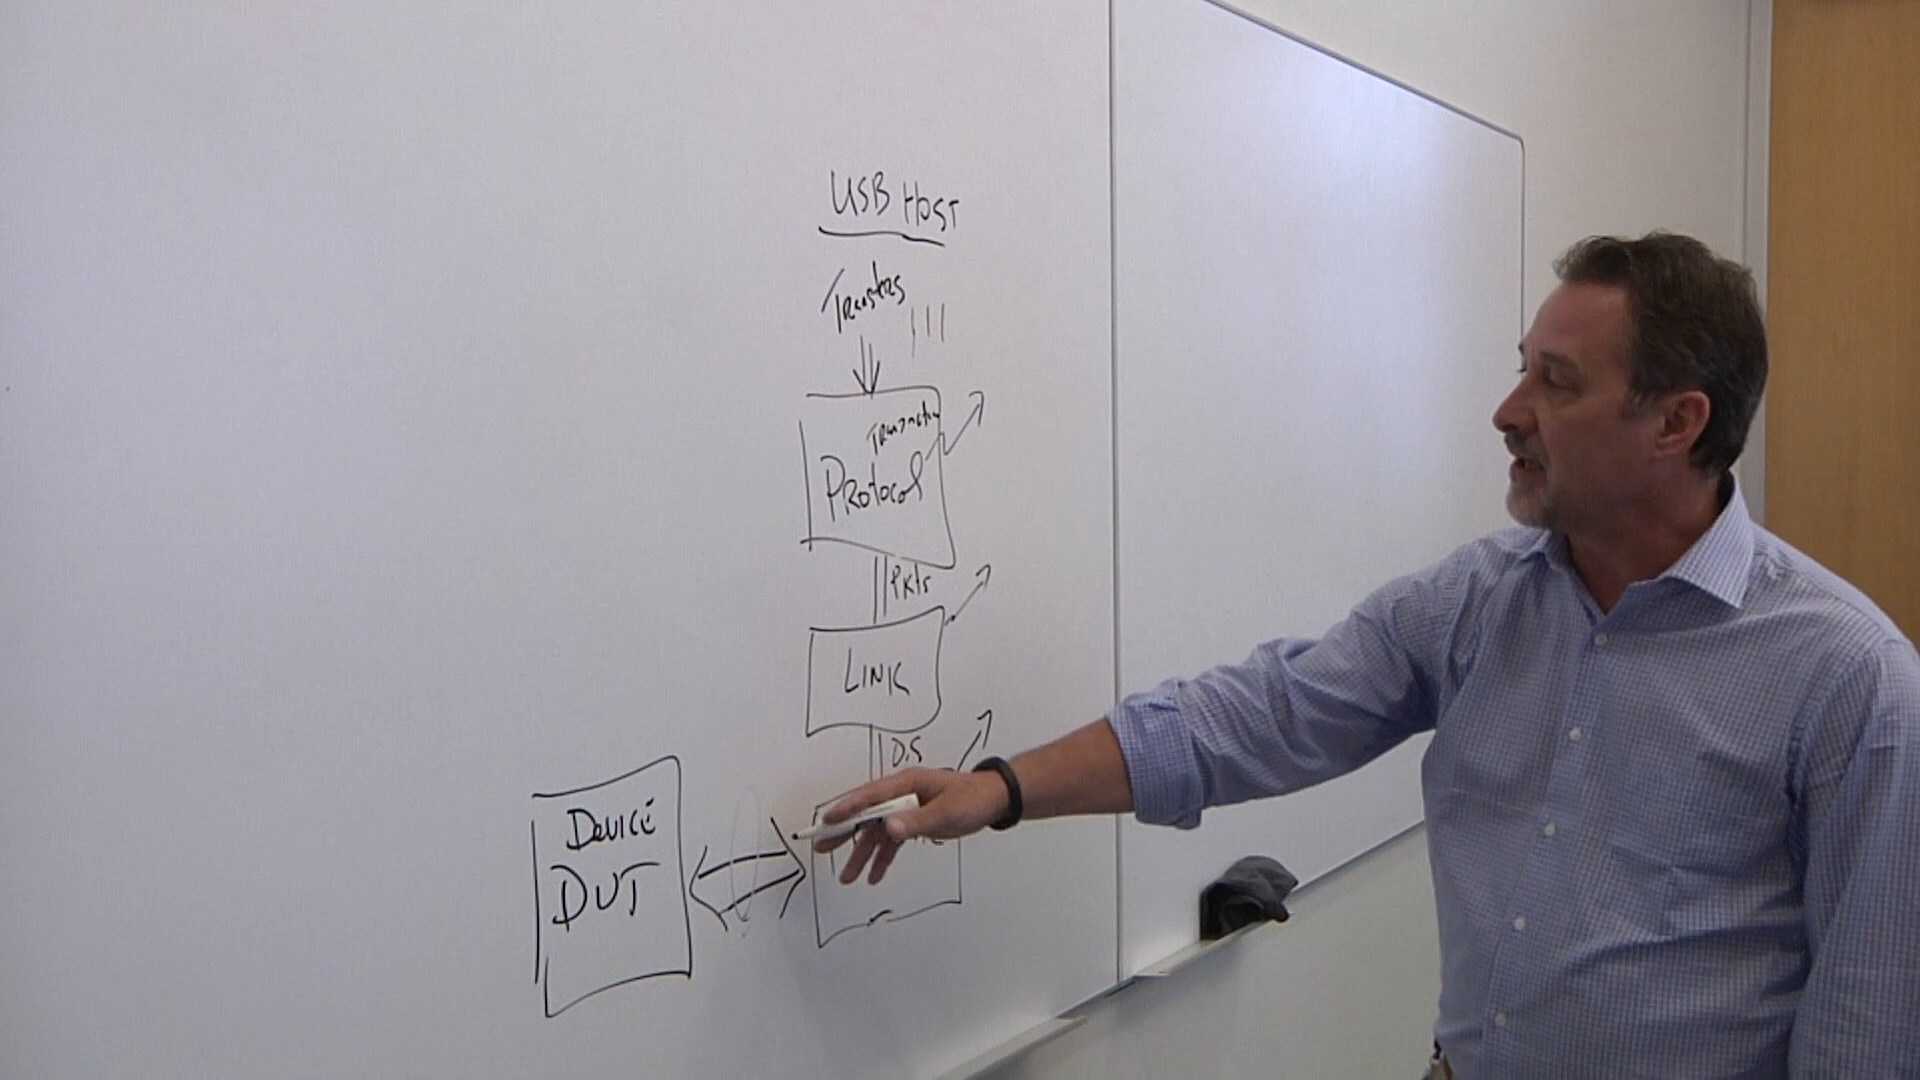 USB HOST
Transfers
Transaction
PRotocol
PKts
LINK
O.S
DEVICE
DUT